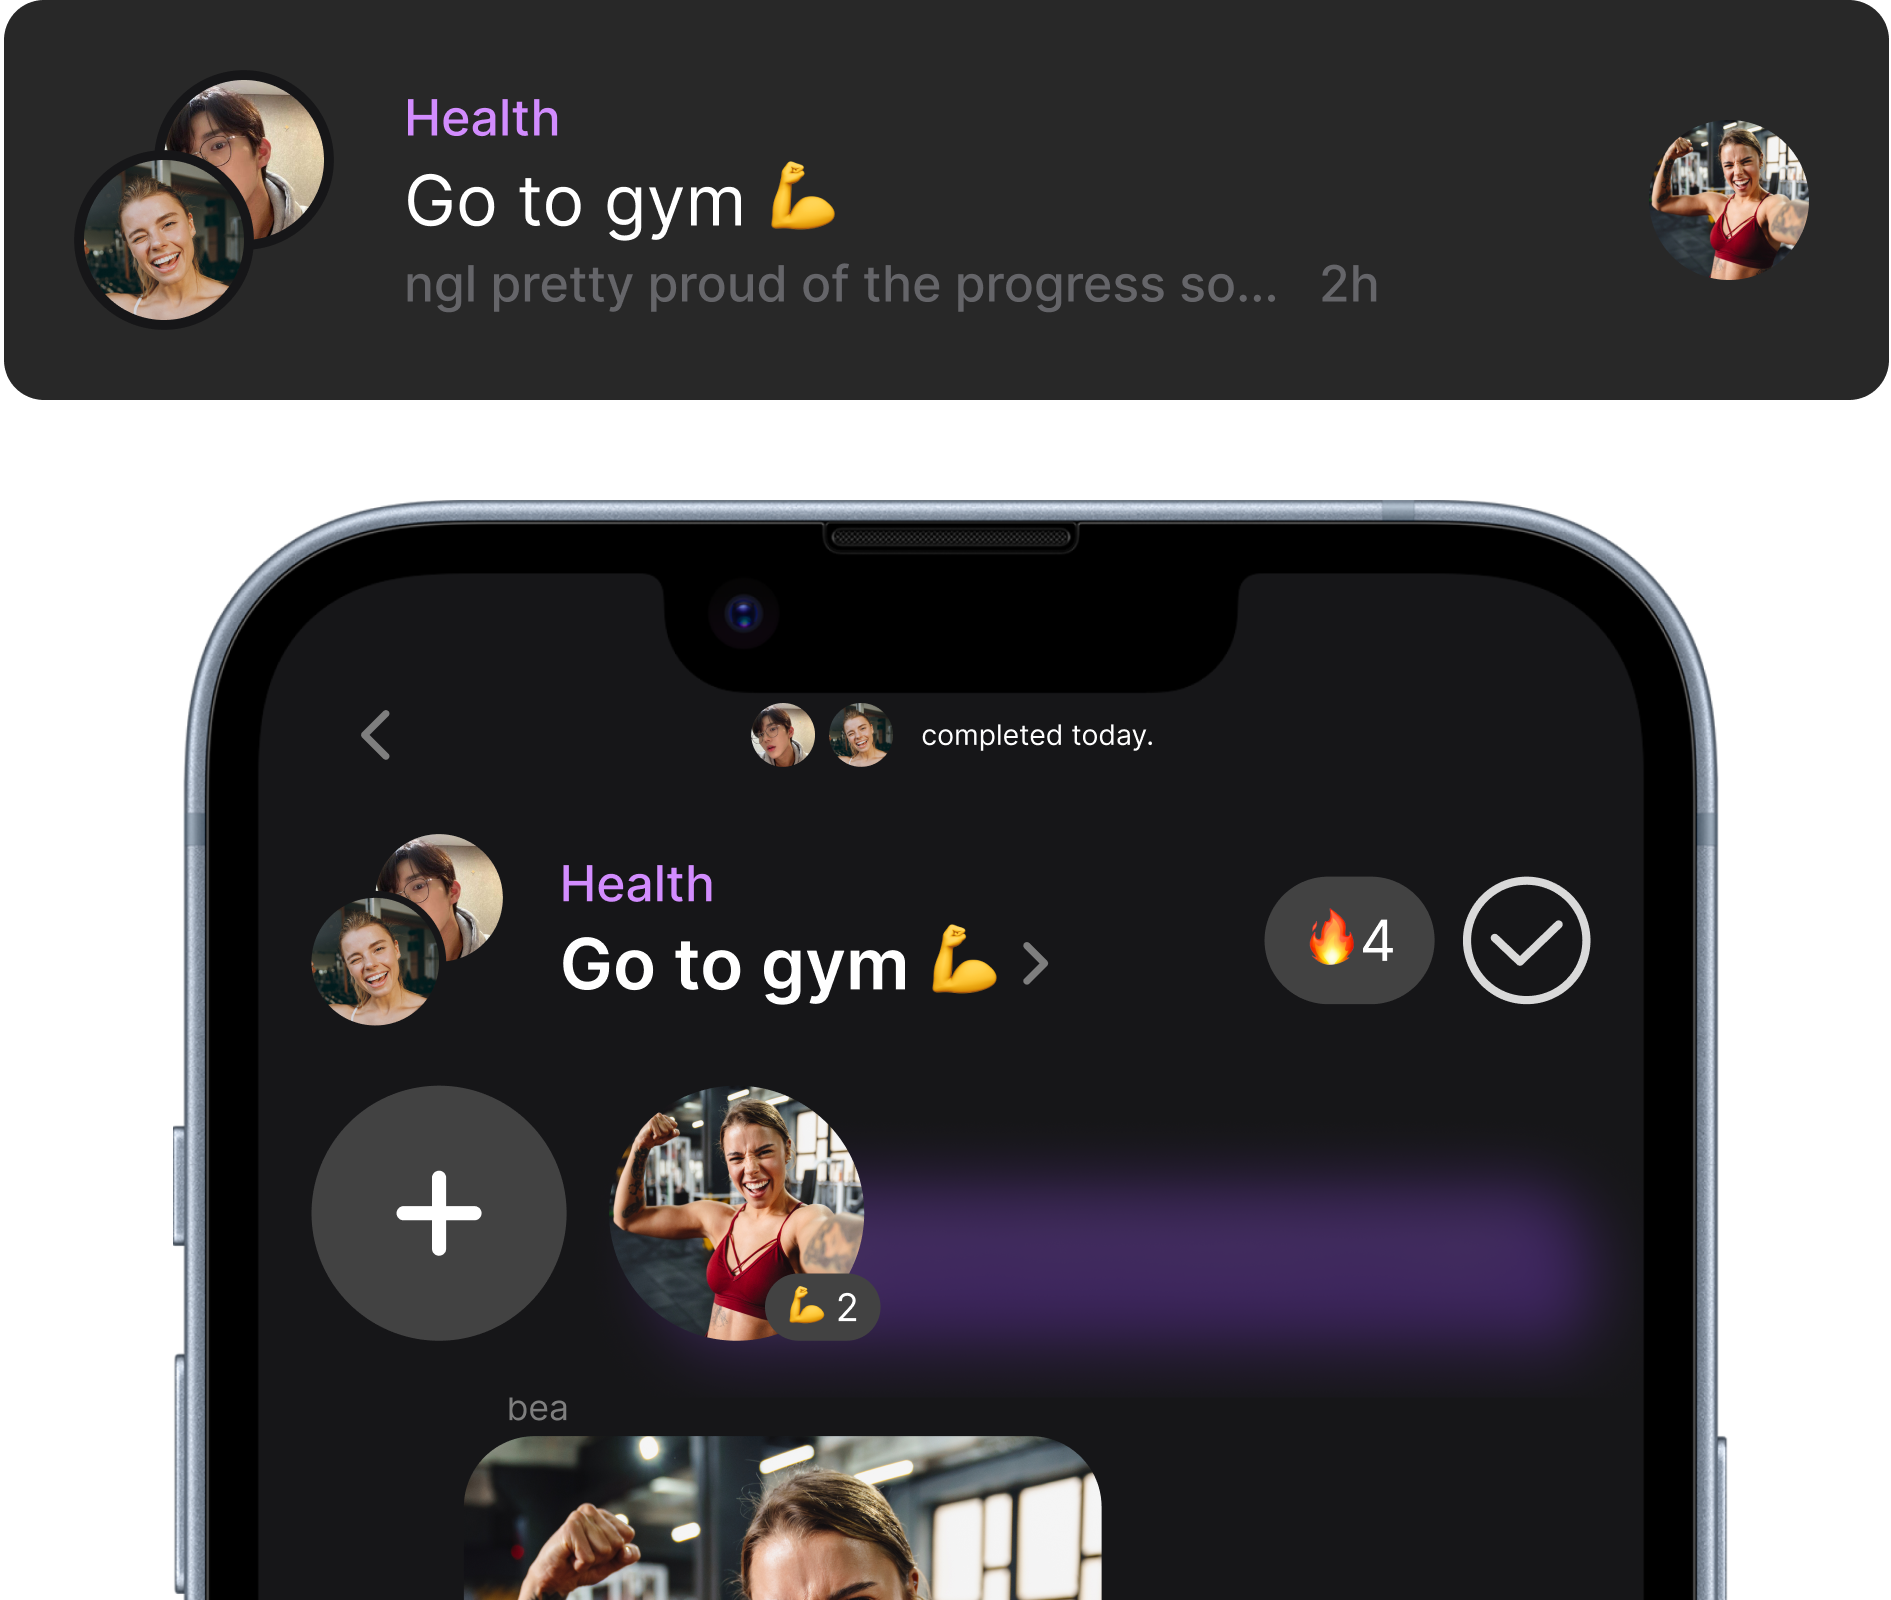 Health
Go to gym 💪
ngl pretty proud of the progress so... 2h
completed today.
Health
Go to gym 💪
🔥4
💪 2
bea